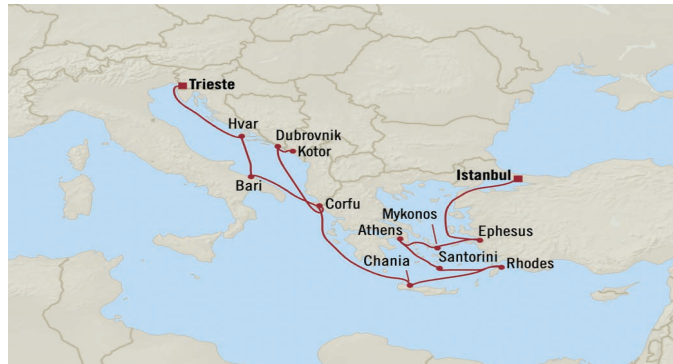 Trieste
Hvar
Dubrovnik
Kotor
Bari
Istanbul
Corfu
Mykonos
Athens
Ephesus
Chania
Santorini
Rhodes